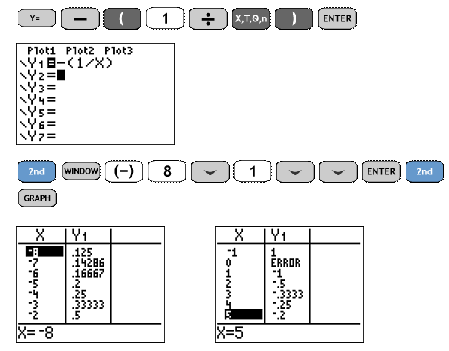 Y= − ( 1 ÷ X,T,Θ,n ) ENTER
Plot1 Plot2 Plot3
\Y1=-(1/X)
\Y2=
\Y3=
\Y4=
\Y5=
\Y6=
\Y7=
2nd WINDOW (−) 8 1 ENTER 2nd
GRAPH
X Y1
-8 .125
-7 .14286
-6 .16667
-5 .2
-4 .25
-3 .33333
-2 .5
X=-8
X Y1
-1 1
0 ERROR
1 -1
2 -.5
3 -.3333
4 -.25
5 -.2
X=5